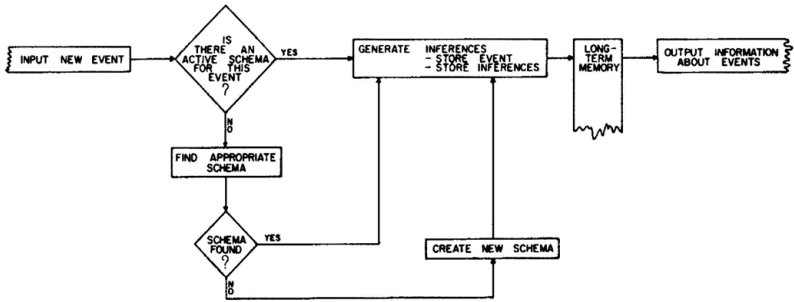 INPUT NEW EVENT
IS
THERE AN
ACTIVE SCHEMA
FOR THIS
EVENT
?
YES
NO
GENERATE INFERENCES
- STORE EVENT
- STORE INFERENCES
LONG-
TERM
MEMORY
OUTPUT INFORMATION
ABOUT EVENTS
FIND APPROPRIATE
SCHEMA
SCHEMA
FOUND
?
YES
NO
CREATE NEW SCHEMA